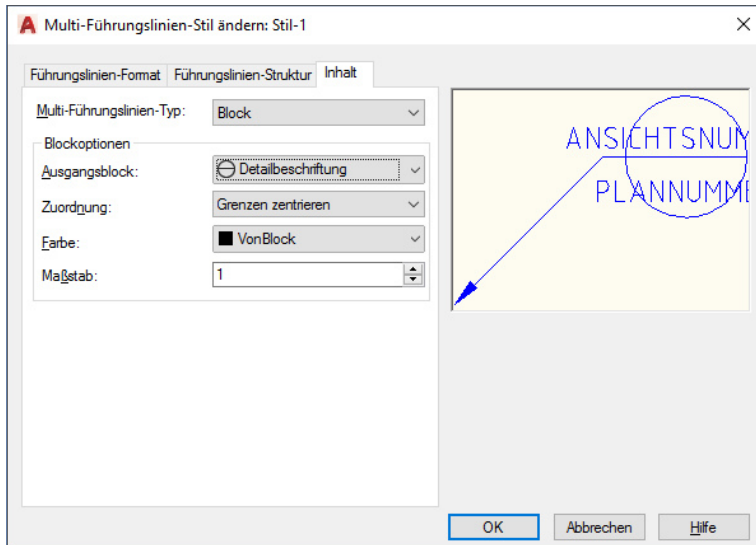 Multi-Führungslinien-Stil ändern: Stil-1
Führungslinien-Format Führungslinien-Struktur Inhalt
Multi-Führungslinien-Typ: Block
Blockoptionen
Ausgangsblock: Detailbeschriftung
Zuordnung: Grenzen zentrieren
Farbe: VonBlock
Maßstab: 1
ANSICHTSNUM
PLANNUMME
OK Abbrechen Hilfe